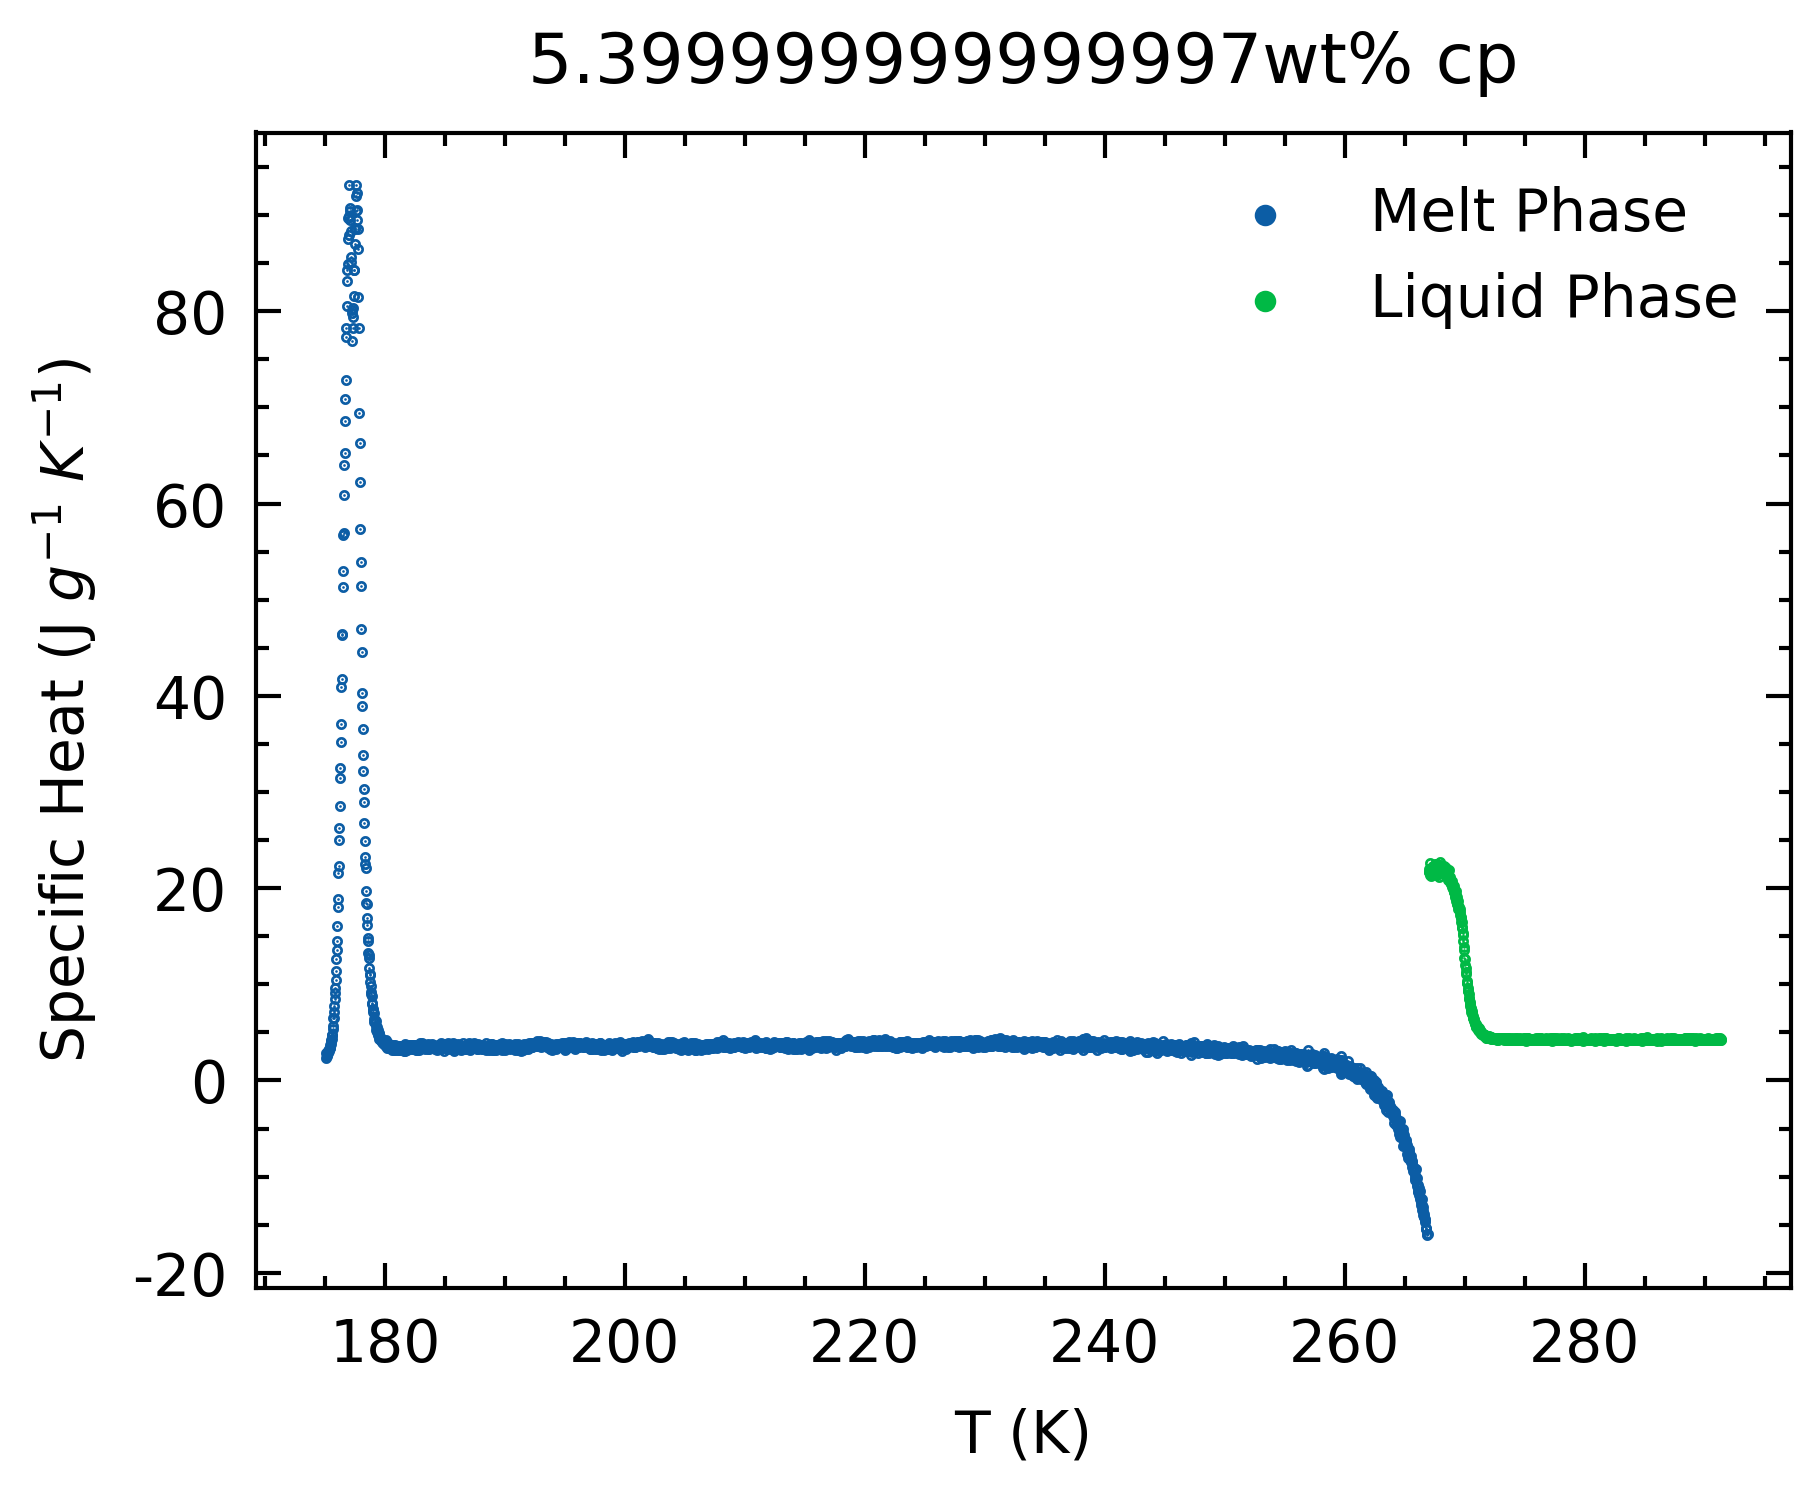 5.3999999999999997wt% cp
Melt Phase
Liquid Phase
Specific Heat (J g⁻¹ K⁻¹)
80
60
40
20
0
-20
180 200 220 240 260 280
T (K)